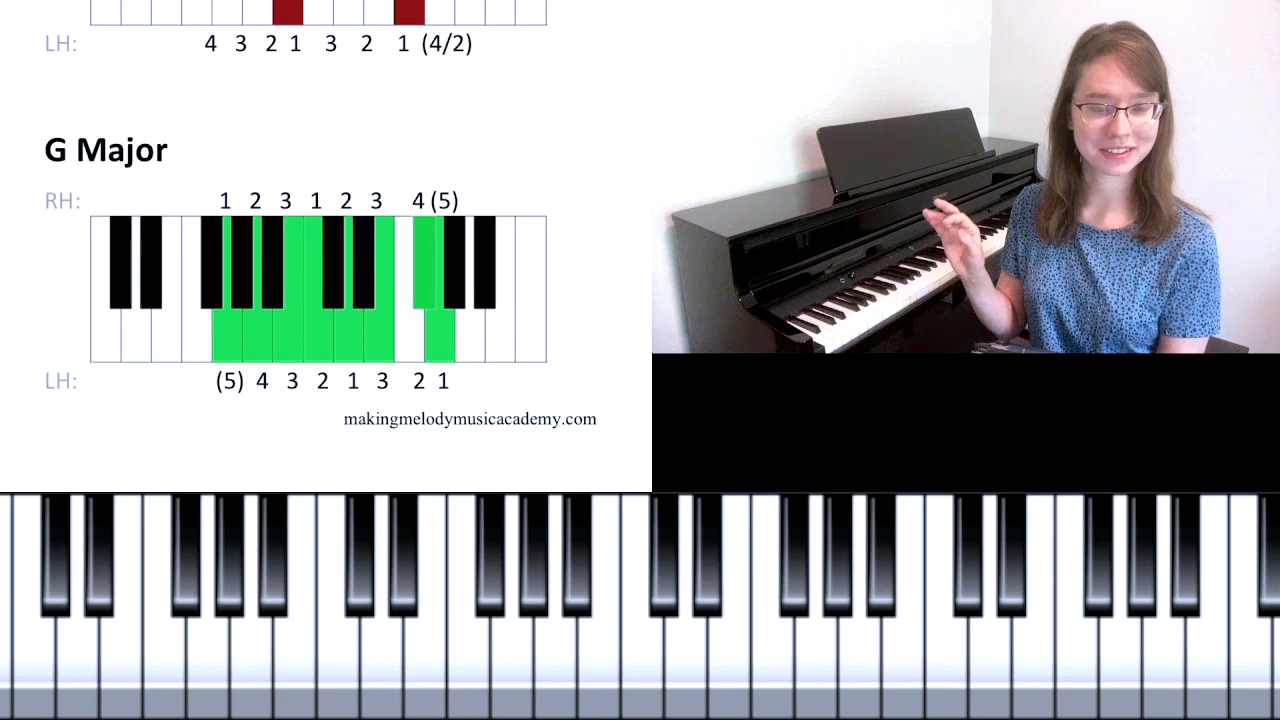 LH: 4 3 2 1 3 2 1 (4/2)
G Major
RH: 1 2 3 1 2 3 4 (5)
LH: (5) 4 3 2 1 3 2 1
makingmelodymusicacademy.com